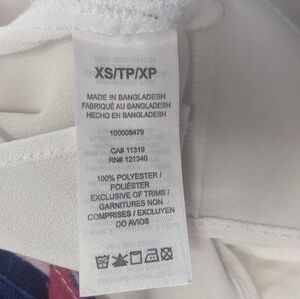 XS/TP/XP
MADE IN BANGLADESH
FABRIQUÉ AU BANGLADESH
HECHO EN BANGLADESH
100008479
CA# 11319
RN# 121340
100% POLYESTER /
POLIÉSTER
EXCLUSIVE OF TRIMS /
GARNITURES NON
COMPRISES / EXCLUYEN
DO AVIOS